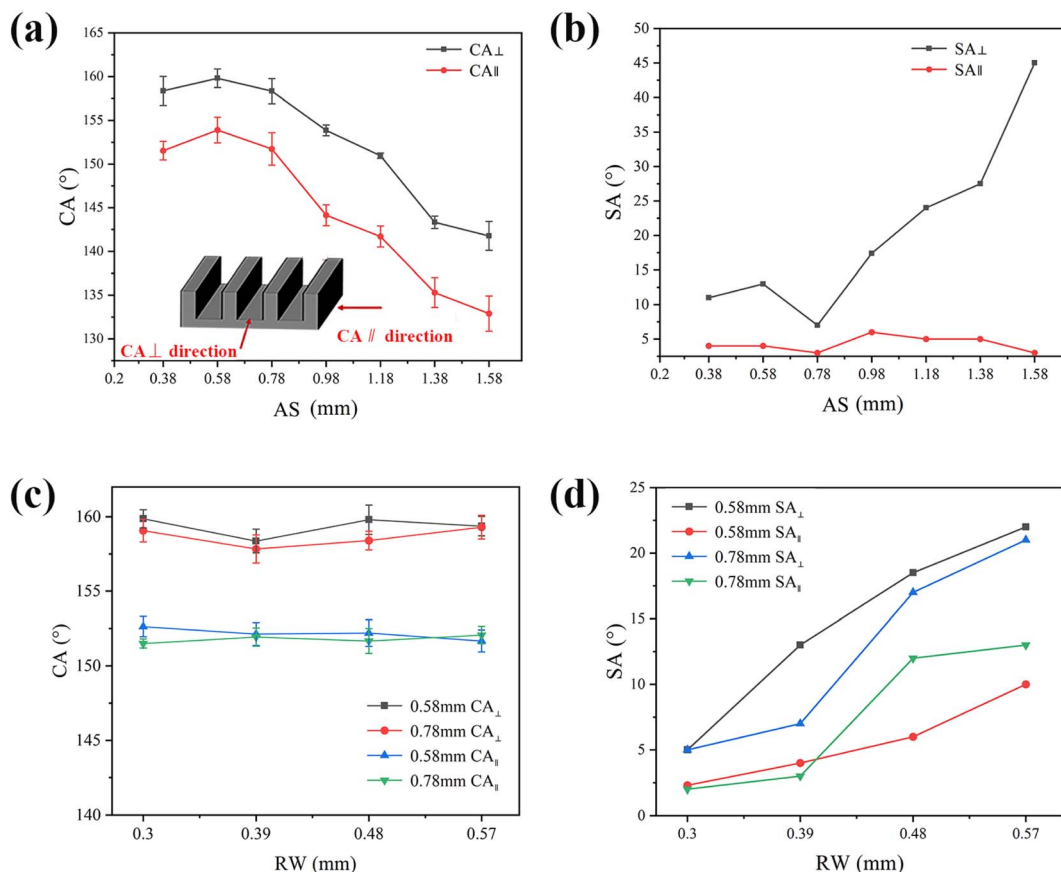 (a)
165
160
155
150
145
140
135
130
CA (°)
CA⊥
CA∥
CA⊥ direction
CA∥ direction
0.2 0.38 0.58 0.78 0.98 1.18 1.38 1.58
AS (mm)
(b)
50
45
40
35
30
25
20
15
10
5
SA (°)
SA⊥
SA∥
0.2 0.38 0.58 0.78 0.98 1.18 1.38 1.58
AS (mm)
(c)
160
155
150
145
140
CA (°)
0.58mm CA⊥
0.78mm CA⊥
0.58mm CA∥
0.78mm CA∥
0.3 0.39 0.48 0.57
RW (mm)
(d)
25
20
15
10
5
0
SA (°)
0.58mm SA⊥
0.58mm SA∥
0.78mm SA⊥
0.78mm SA∥
0.3 0.39 0.48 0.57
RW (mm)